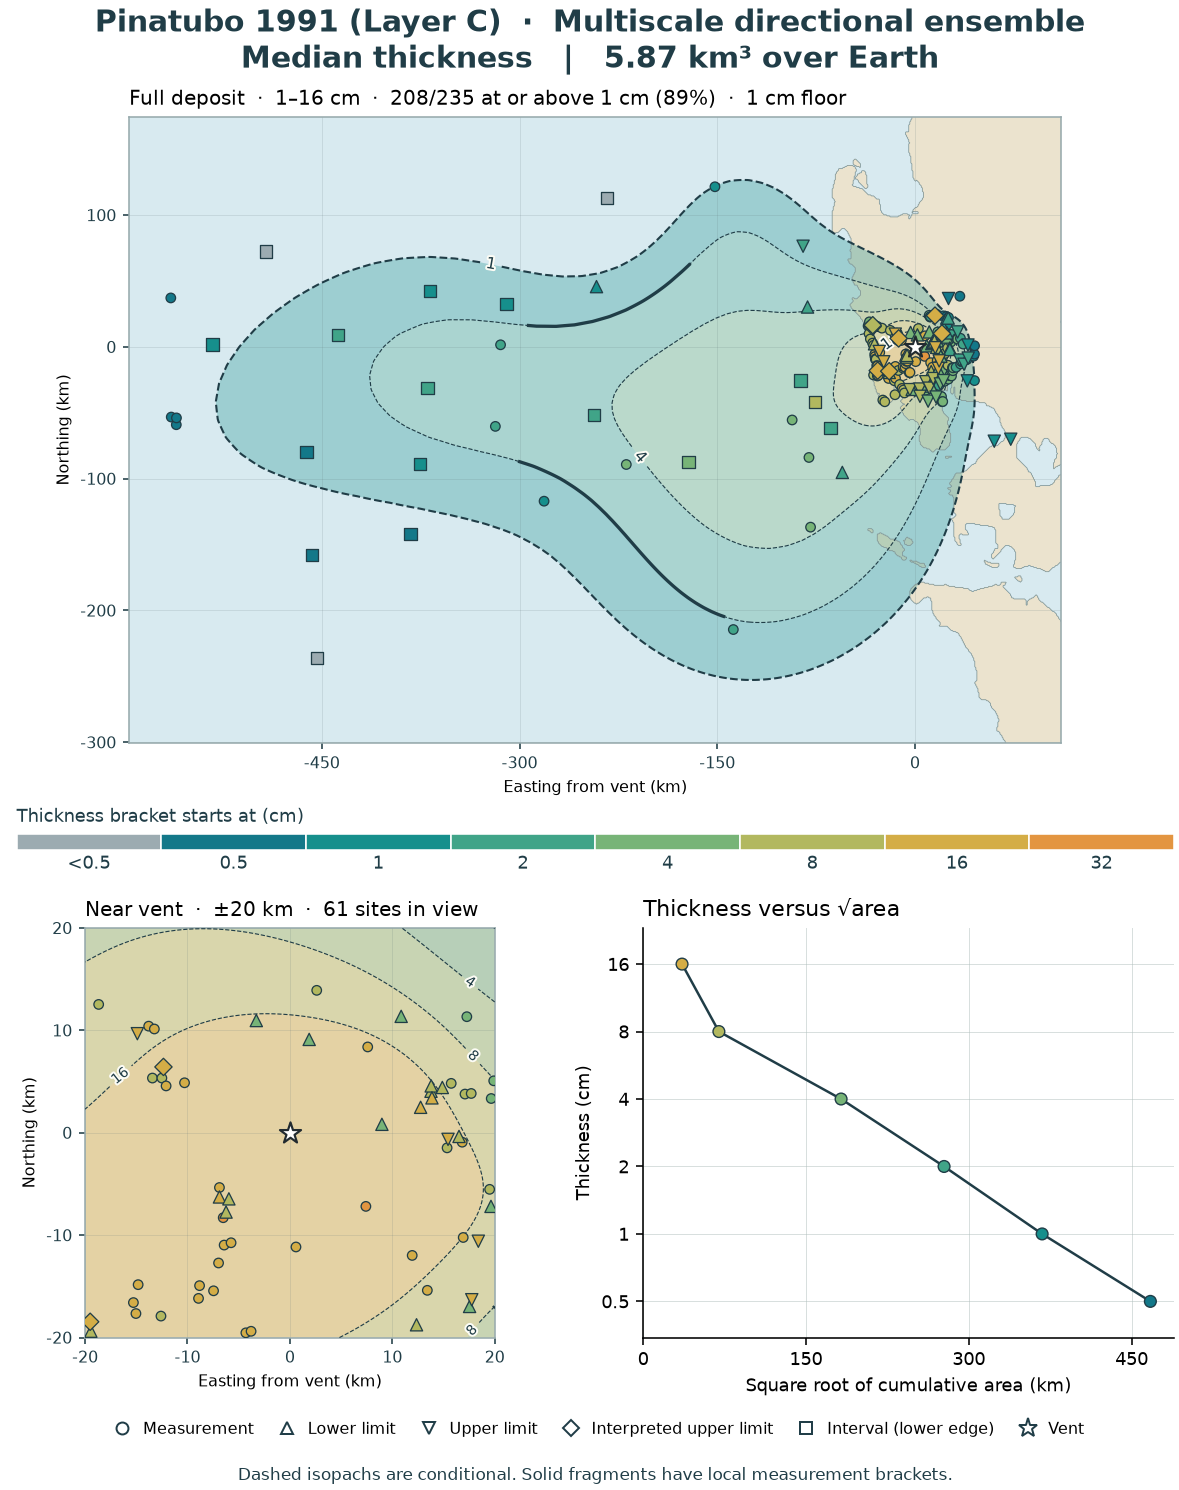 Pinatubo 1991 (Layer C)  ·  Multiscale directional ensemble
Median thickness   |   5.87 km³ over Earth
Full deposit  ·  1–16 cm  ·  208/235 at or above 1 cm (89%)  ·  1 cm floor
100
0
-100
-200
-300
Northing (km)
1
4
1
-450
-300
-150
0
Easting from vent (km)
Thickness bracket starts at (cm)
<0.5
0.5
1
2
4
8
16
32
Near vent  ·  ±20 km  ·  61 sites in view
20
10
0
-10
-20
Northing (km)
4
8
16
8
-20
-10
0
10
20
Easting from vent (km)
Thickness versus √area
16
8
4
2
1
0.5
Thickness (cm)
0
150
300
450
Square root of cumulative area (km)
Measurement
Lower limit
Upper limit
Interpreted upper limit
Interval (lower edge)
Vent
Dashed isopachs are conditional. Solid fragments have local measurement brackets.